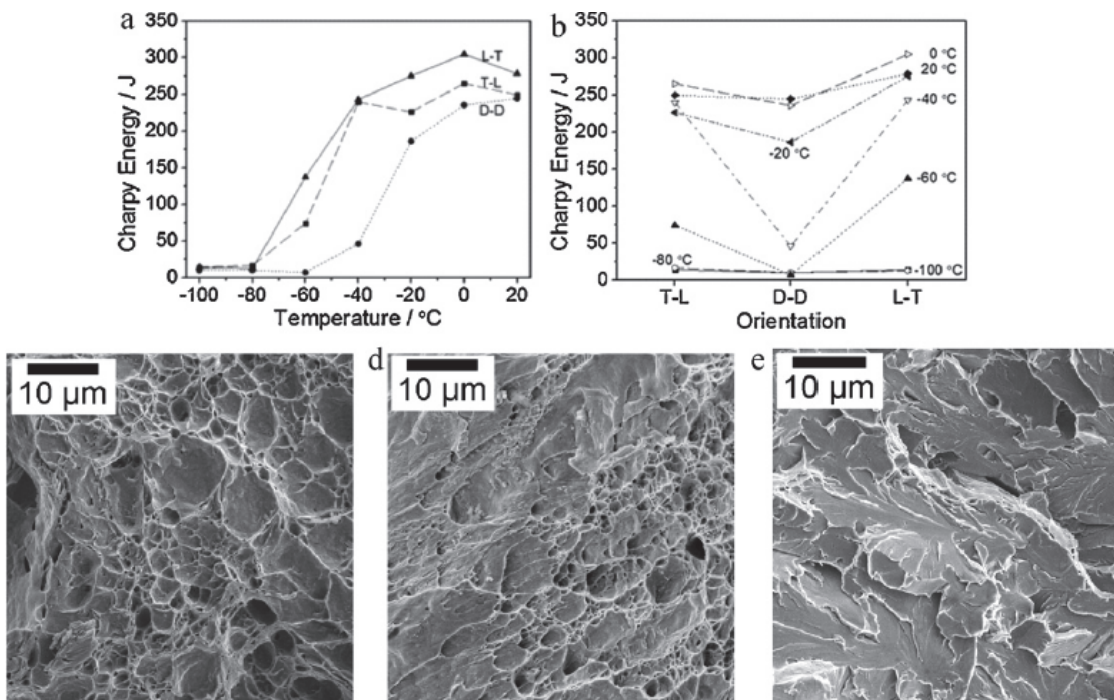 a
350
300
250
200
150
100
50
0
Charpy Energy / J
L-T
T-L
D-D
-100 -80 -60 -40 -20 0 20
Temperature / °C
b
350
300
250
200
150
100
50
0
Charpy Energy / J
0 °C
20 °C
-40 °C
-20 °C
-60 °C
-80 °C
-100 °C
T-L D-D L-T
Orientation
10 µm
d
10 µm
e
10 µm